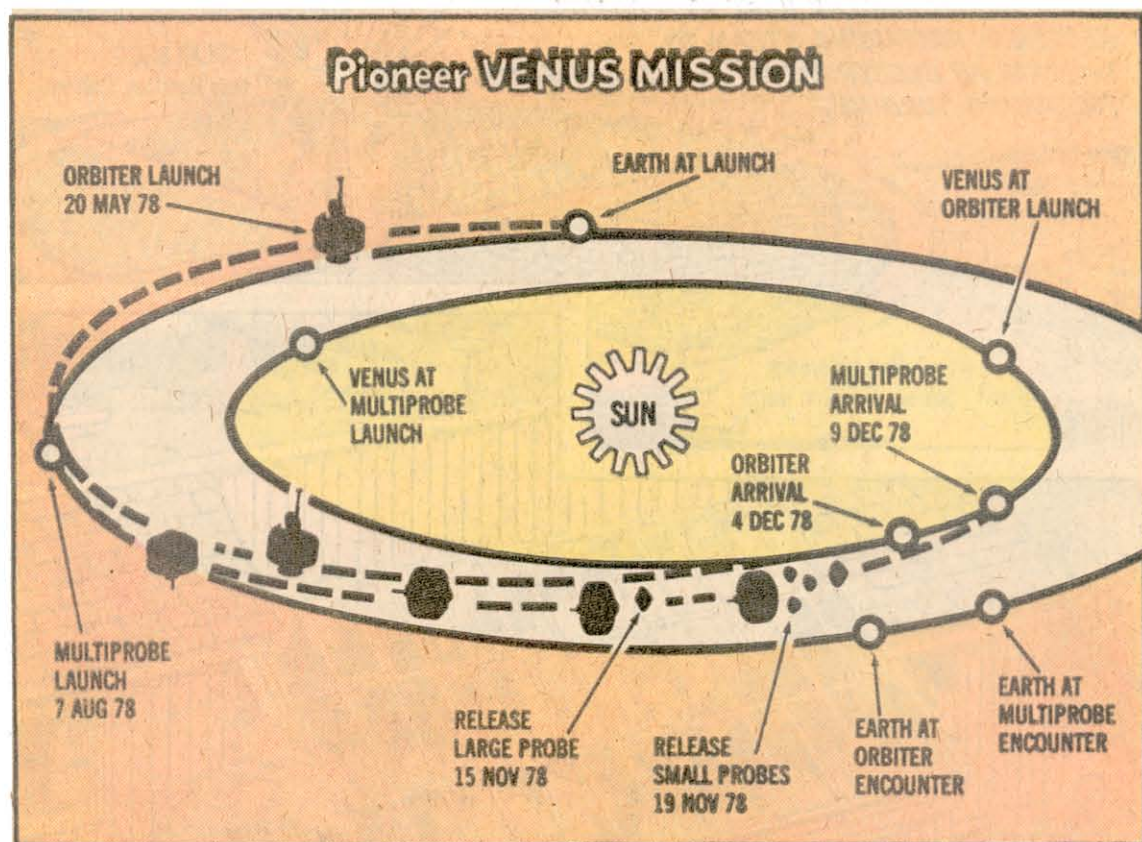 Pioneer VENUS MISSION
ORBITER LAUNCH
20 MAY 78
EARTH AT LAUNCH
VENUS AT
ORBITER LAUNCH
VENUS AT
MULTIPROBE
LAUNCH
SUN
MULTIPROBE
ARRIVAL
9 DEC 78
ORBITER
ARRIVAL
4 DEC 78
MULTIPROBE
LAUNCH
7 AUG 78
RELEASE
LARGE PROBE
15 NOV 78
RELEASE
SMALL PROBES
19 NOV 78
EARTH AT
ORBITER
ENCOUNTER
EARTH AT
MULTIPROBE
ENCOUNTER